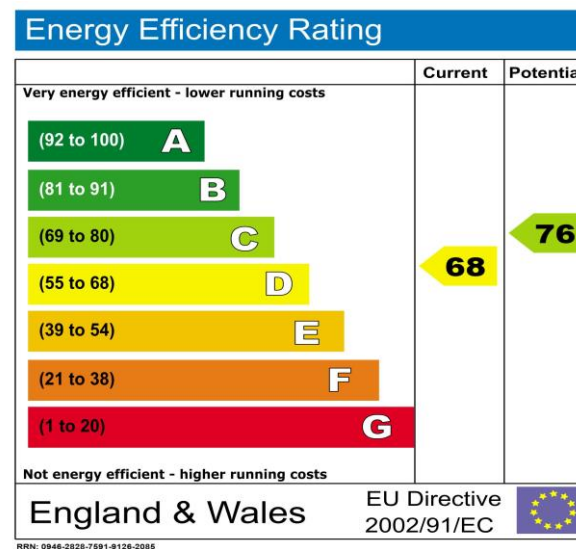 Energy Efficiency Rating
Current Potentia
Very energy efficient - lower running costs
(92 to 100) A
(81 to 91) B
(69 to 80) C
76
(55 to 68) D
68
(39 to 54) E
(21 to 38) F
(1 to 20) G
Not energy efficient - higher running costs
England & Wales
EU Directive
2002/91/EC
RRN: 0946-2828-7591-9126-2085